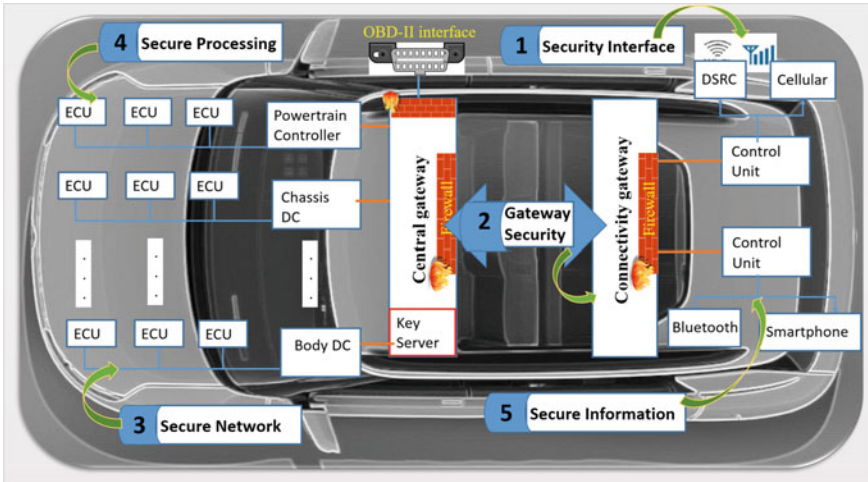 OBD-II interface
4 Secure Processing
1 Security Interface
DSRC
Cellular
ECU
ECU
ECU
Powertrain
Controller
Control
Unit
ECU
ECU
ECU
Chassis
DC
Central gateway
Firewall
2 Gateway
Security
Connectivity gateway
Firewall
Control
Unit
Key
Server
ECU
ECU
ECU
Body DC
Bluetooth
Smartphone
3 Secure Network
5 Secure Information